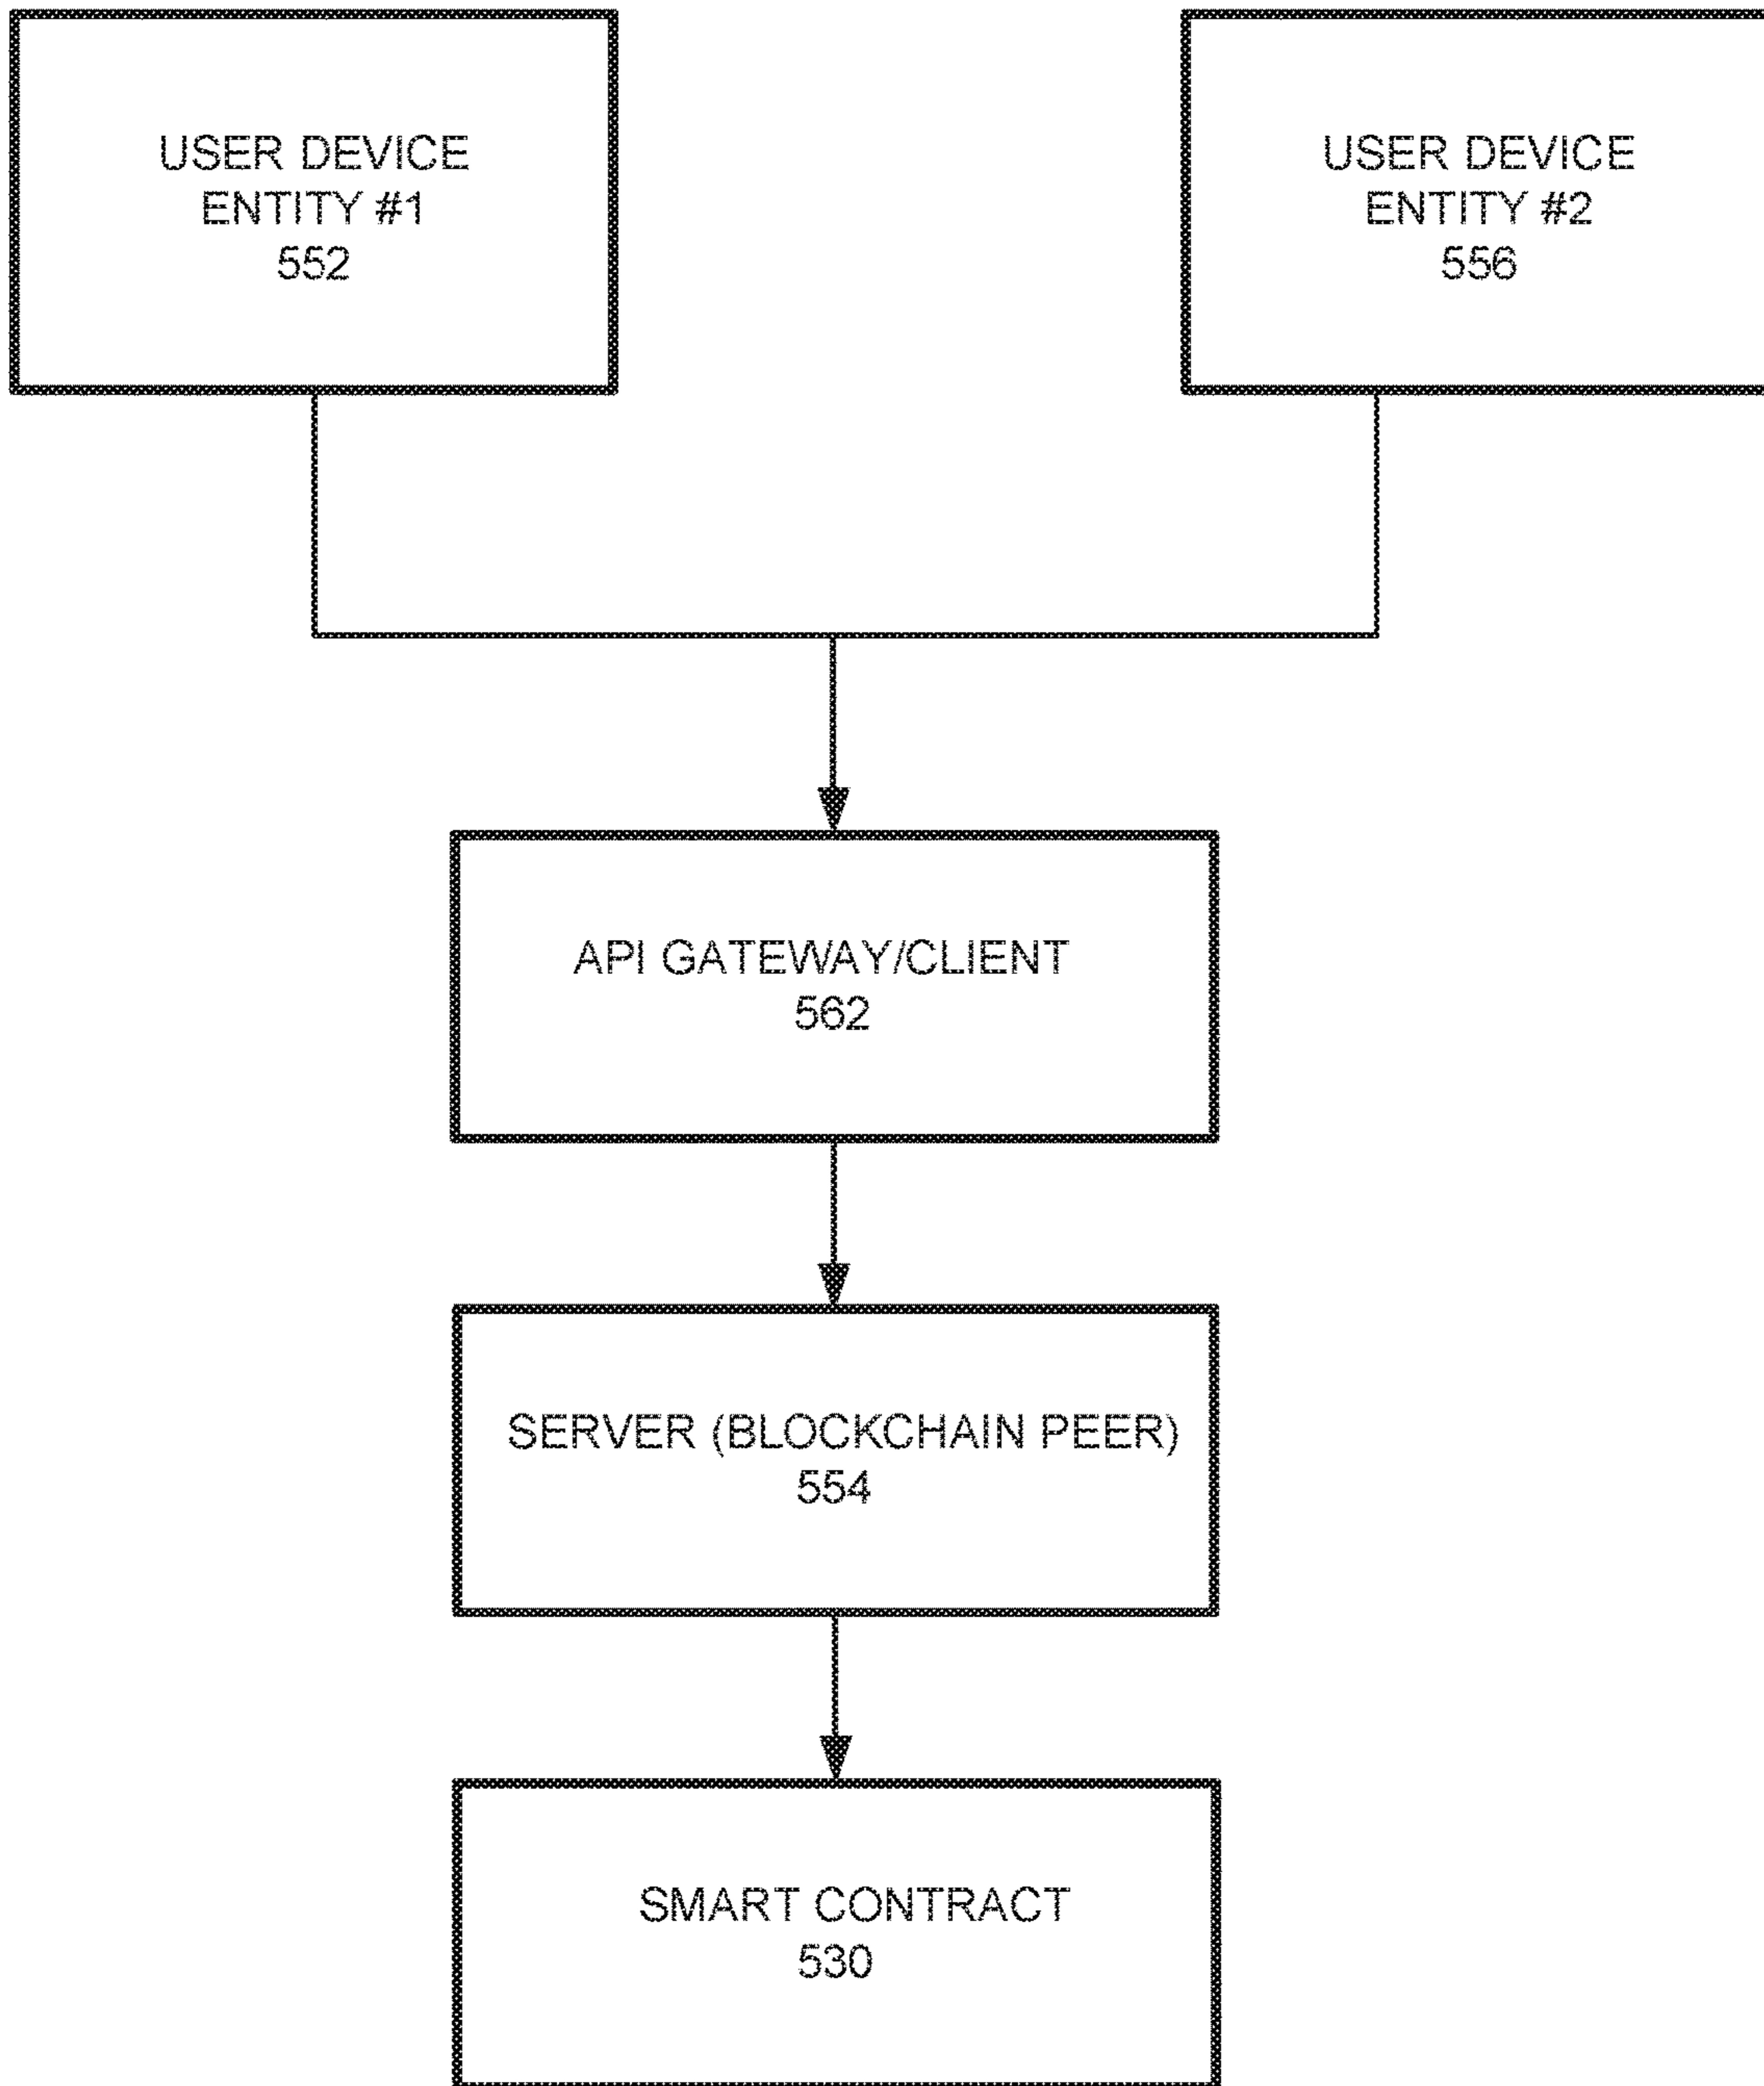 USER DEVICE
ENTITY #1
552
USER DEVICE
ENTITY #2
556
API GATEWAY/CLIENT
562
SERVER (BLOCKCHAIN PEER)
554
SMART CONTRACT
530